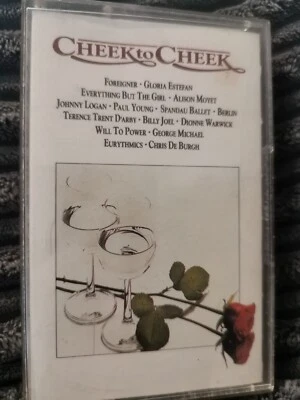 CHEEK to CHEEK
FOREIGNER · GLORIA ESTEFAN
EVERYTHING BUT THE GIRL · ALISON MOYET
JOHNNY LOGAN · PAUL YOUNG · SPANDAU BALLET · BERLIN
TERENCE TRENT D'ARBY · BILLY JOEL · DIONNE WARWICK
WILL TO POWER · GEORGE MICHAEL
EURYTHMICS · CHRIS DE BURGH